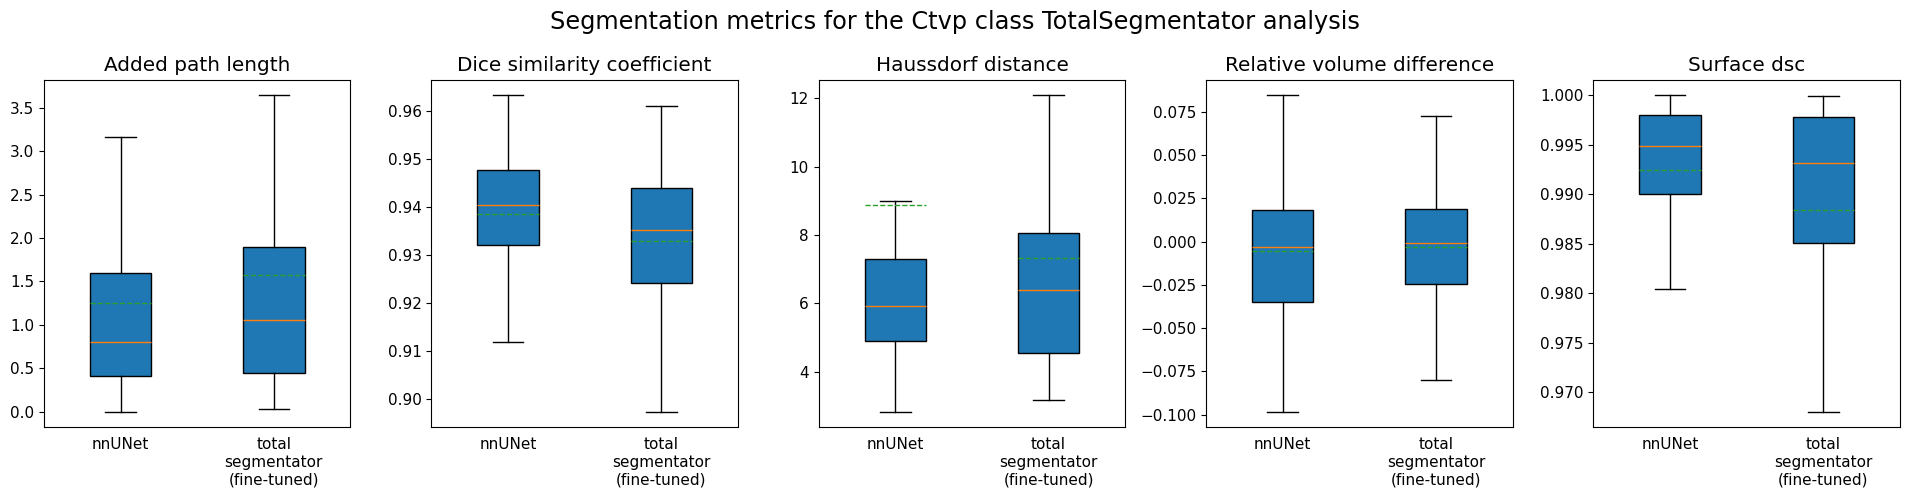 Segmentation metrics for the Ctvp class TotalSegmentator analysis
Added path length
3.5
3.0
2.5
2.0
1.5
1.0
0.5
0.0
nnUNet
total
segmentator
(fine-tuned)
Dice similarity coefficient
0.96
0.95
0.94
0.93
0.92
0.91
0.90
nnUNet
total
segmentator
(fine-tuned)
Haussdorf distance
12
10
8
6
4
nnUNet
total
segmentator
(fine-tuned)
Relative volume difference
0.075
0.050
0.025
0.000
−0.025
−0.050
−0.075
−0.100
nnUNet
total
segmentator
(fine-tuned)
Surface dsc
1.000
0.995
0.990
0.985
0.980
0.975
0.970
nnUNet
total
segmentator
(fine-tuned)